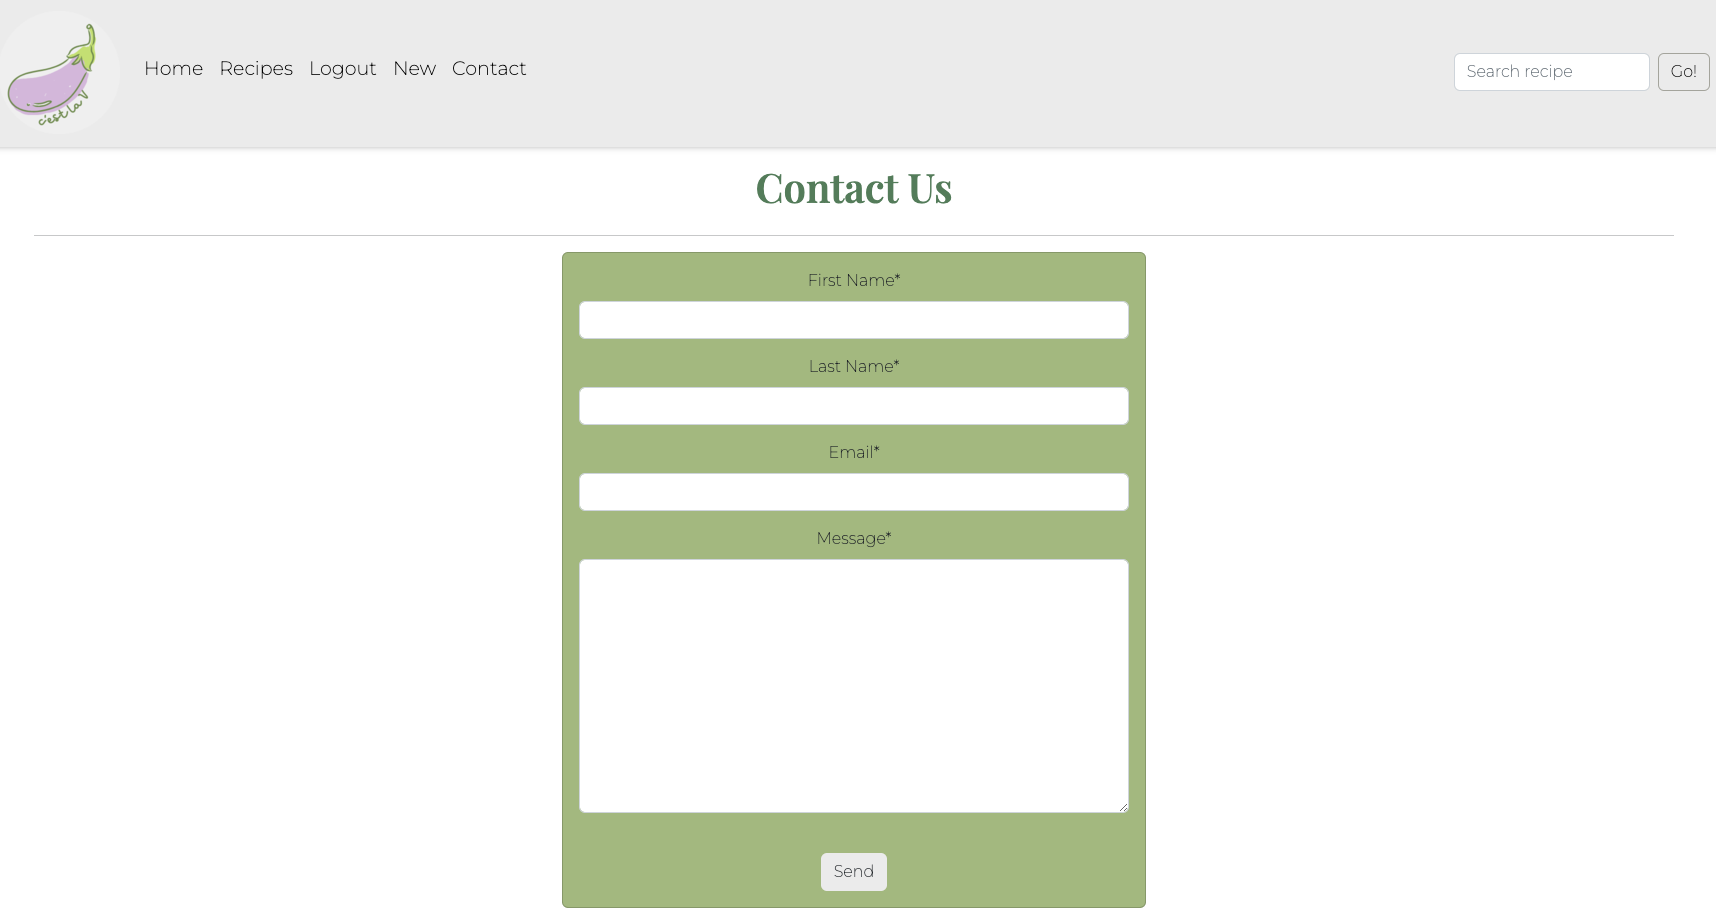 c'est la V
Home Recipes Logout New Contact
Search recipe Go!
Contact Us
First Name*
Last Name*
Email*
Message*
Send